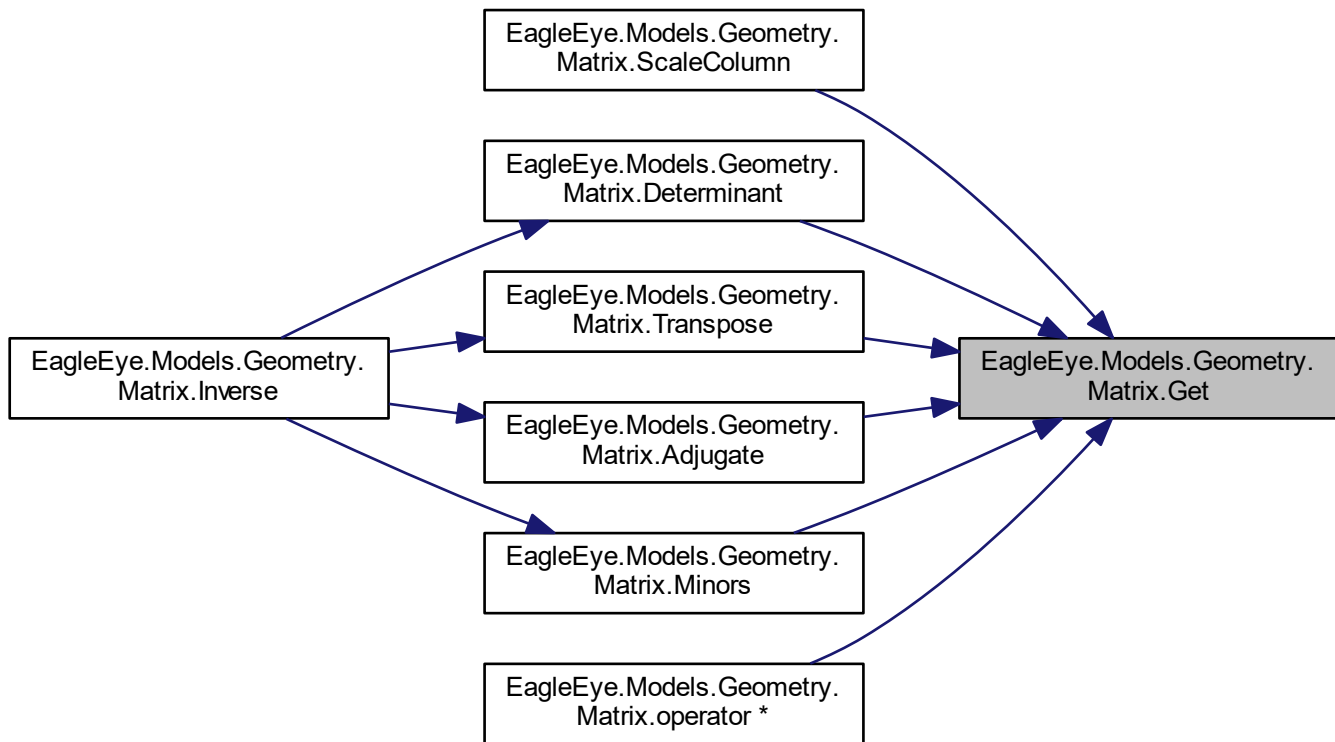 EagleEye.Models.Geometry.
Matrix.ScaleColumn
EagleEye.Models.Geometry.
Matrix.Determinant
EagleEye.Models.Geometry.
Matrix.Transpose
EagleEye.Models.Geometry.
Matrix.Inverse
EagleEye.Models.Geometry.
Matrix.Get
EagleEye.Models.Geometry.
Matrix.Adjugate
EagleEye.Models.Geometry.
Matrix.Minors
EagleEye.Models.Geometry.
Matrix.operator *